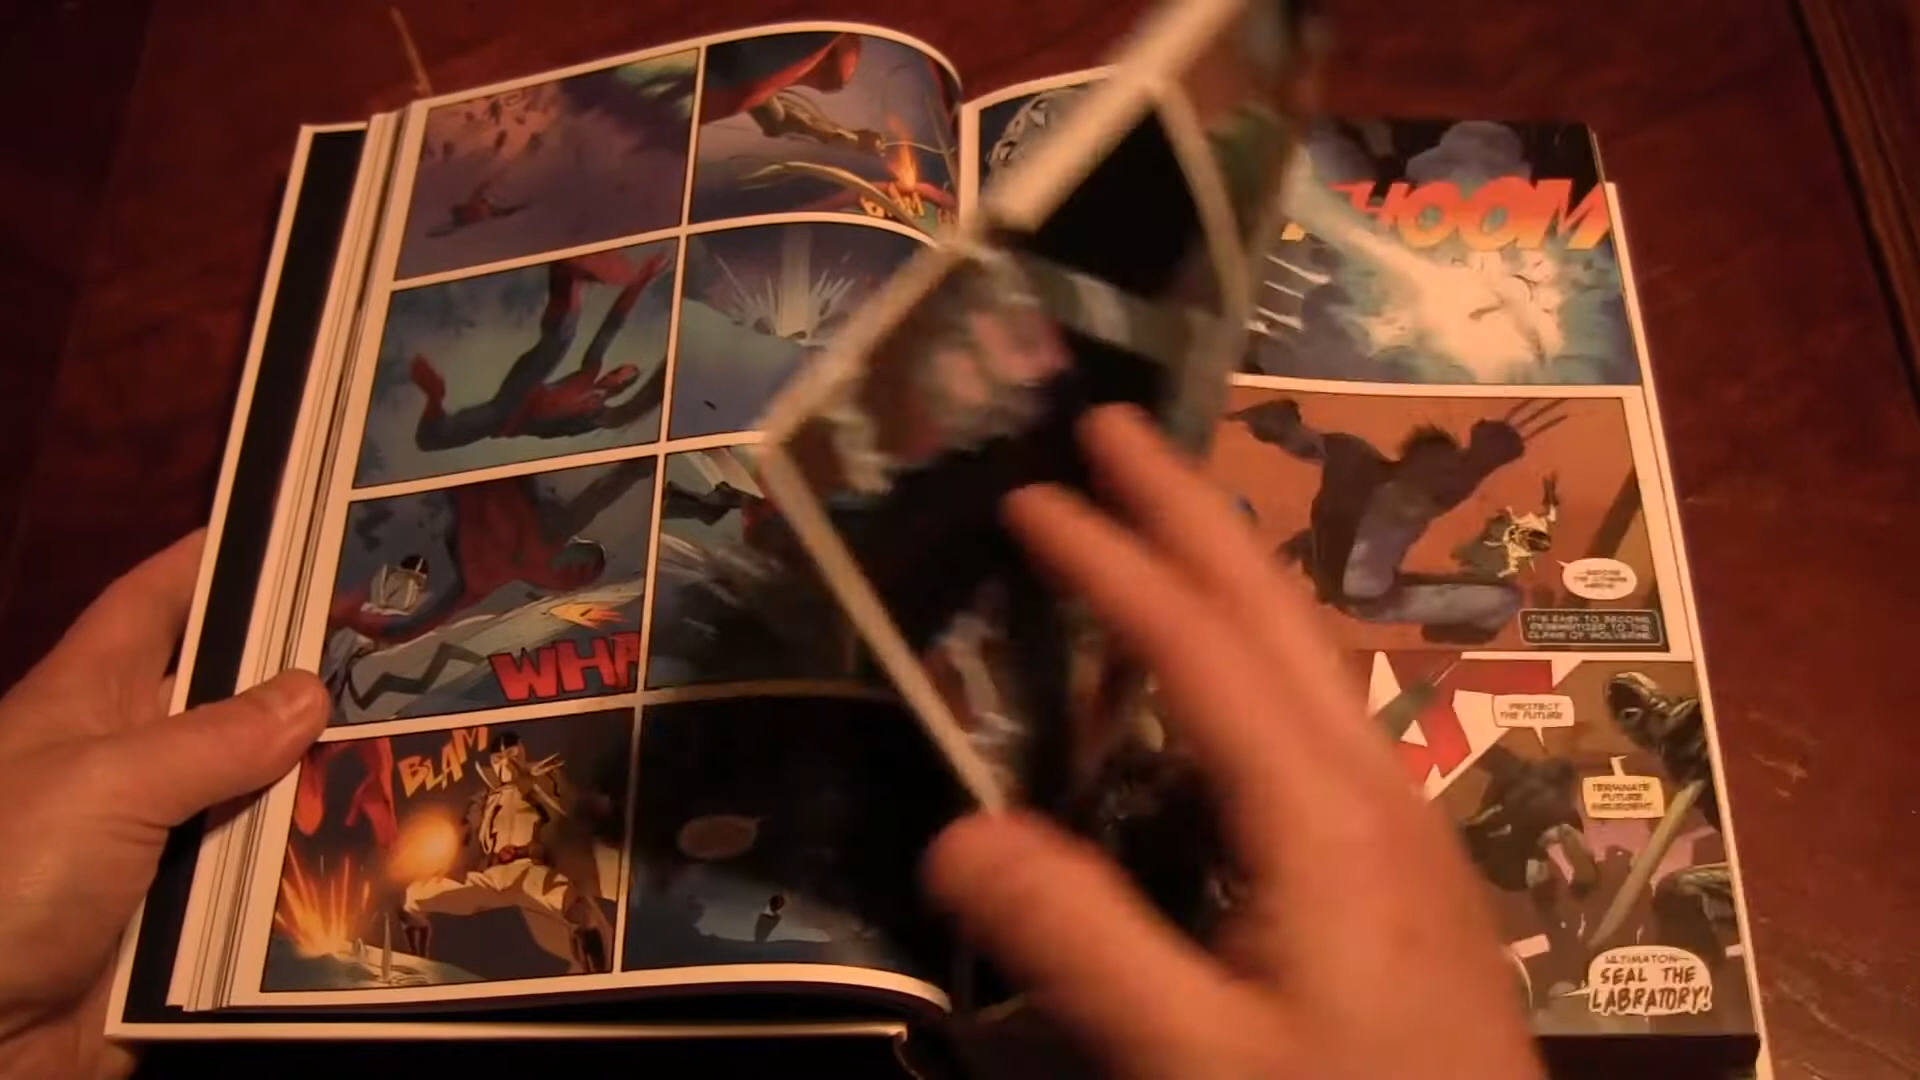 BLAM
WHA
BLAM
HOOM
IT'S EASY TO BECOME
DESENSITIZED TO THE
CLAWS OF WOLVERINE
PROTECT
THE FUTURE
TERMINATE
FUTURE
ULTIMATON—
SEAL THE
LABRATORY!